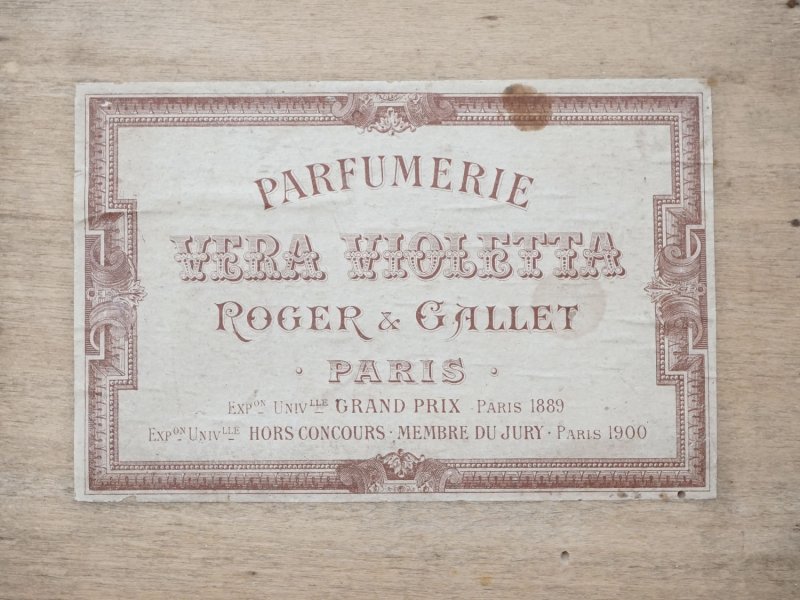 PARFUMERIE
VERA VIOLETTA
ROGER & GALLET
· PARIS ·
EXPᴼᴺ UNIVᴸᴸᴱ GRAND PRIX PARIS 1889
EXPᴼᴺ UNIVᴸᴸᴱ HORS CONCOURS · MEMBRE DU JURY · PARIS 1900